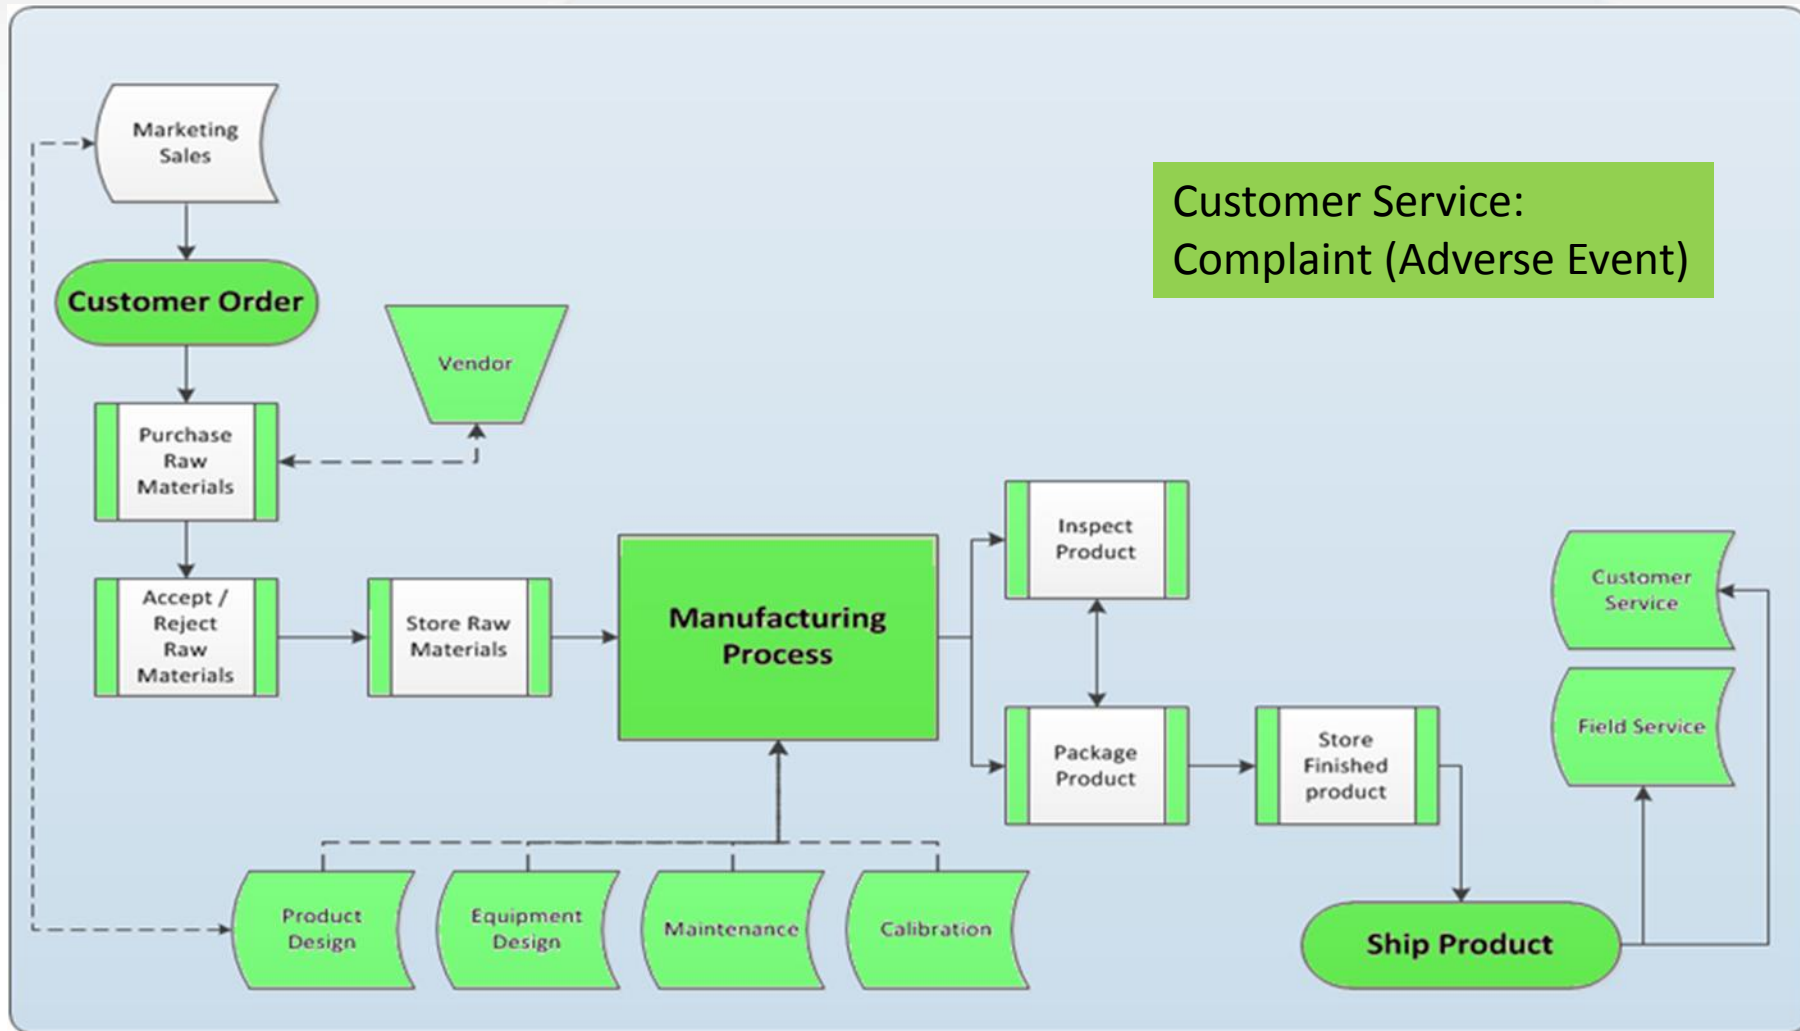 Marketing
Sales
Customer Service:
Complaint (Adverse Event)
Customer Order
Vendor
Purchase
Raw
Materials
Inspect
Product
Accept /
Reject
Raw
Materials
Store Raw
Materials
Manufacturing
Process
Customer
Service
Field Service
Package
Product
Store
Finished
product
Product
Design
Equipment
Design
Maintenance
Calibration
Ship Product